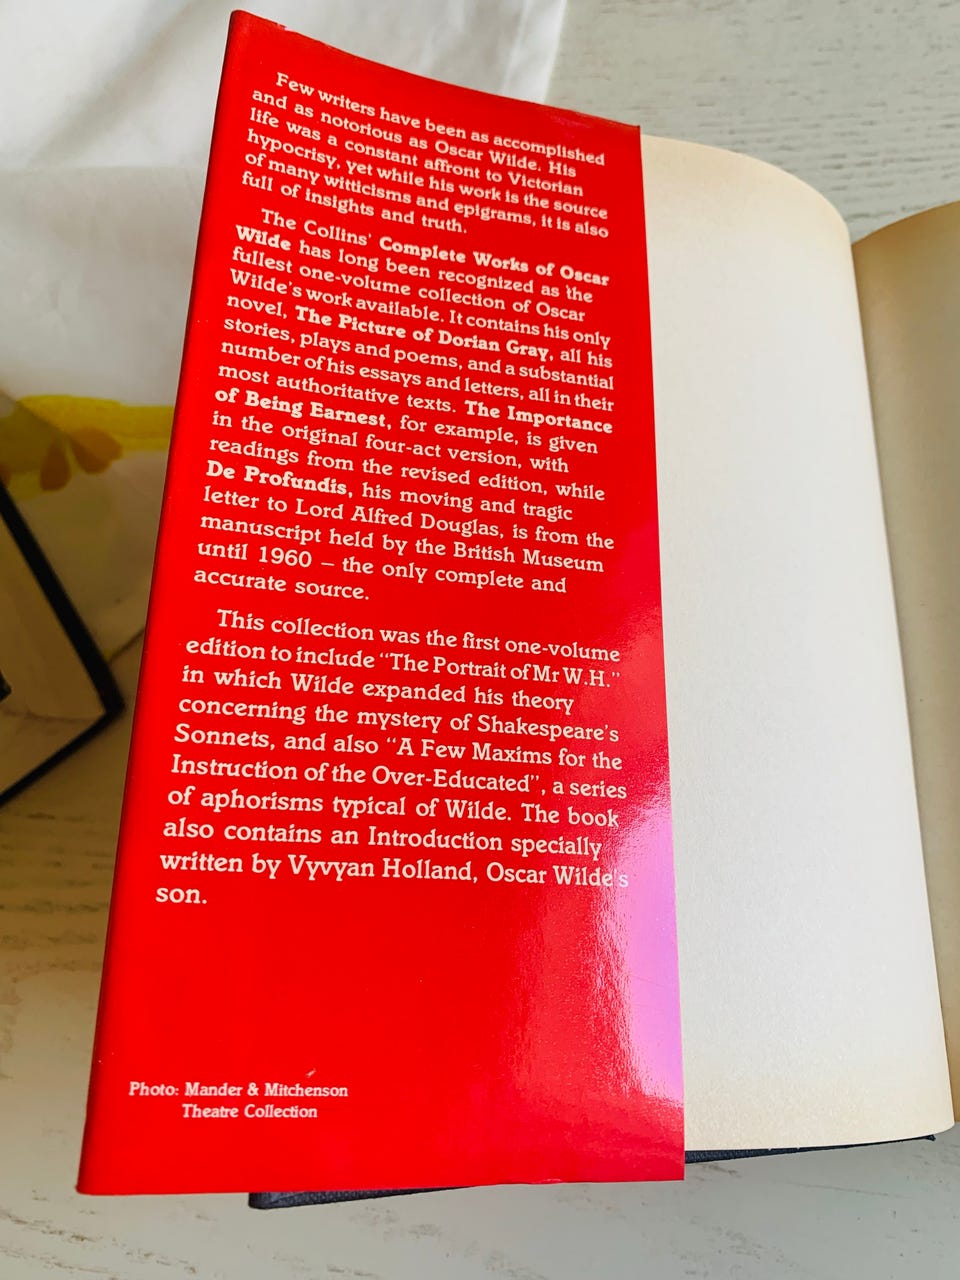 Few writers have been as accomplished
and as notorious as Oscar Wilde. His
life was a constant affront to Victorian
hypocrisy, yet while his work is the source
of many witticisms and epigrams, it is also
full of insights and truth.
The Collins' Complete Works of Oscar
Wilde has long been recognized as the
fullest one-volume collection of Oscar
Wilde's work available. It contains his only
novel, The Picture of Dorian Gray, all his
stories, plays and poems, and a substantial
number of his essays and letters, all in their
most authoritative texts. The Importance
of Being Earnest, for example, is given
in the original four-act version, with
readings from the revised edition, while
De Profundis, his moving and tragic
letter to Lord Alfred Douglas, is from the
manuscript held by the British Museum
until 1960 – the only complete and
accurate source.
This collection was the first one-volume
edition to include “The Portrait of Mr W.H.”
in which Wilde expanded his theory
concerning the mystery of Shakespeare's
Sonnets, and also “A Few Maxims for the
Instruction of the Over-Educated”, a series
of aphorisms typical of Wilde. The book
also contains an Introduction specially
written by Vyvyan Holland, Oscar Wilde's
son.
Photo: Mander & Mitchenson
Theatre Collection